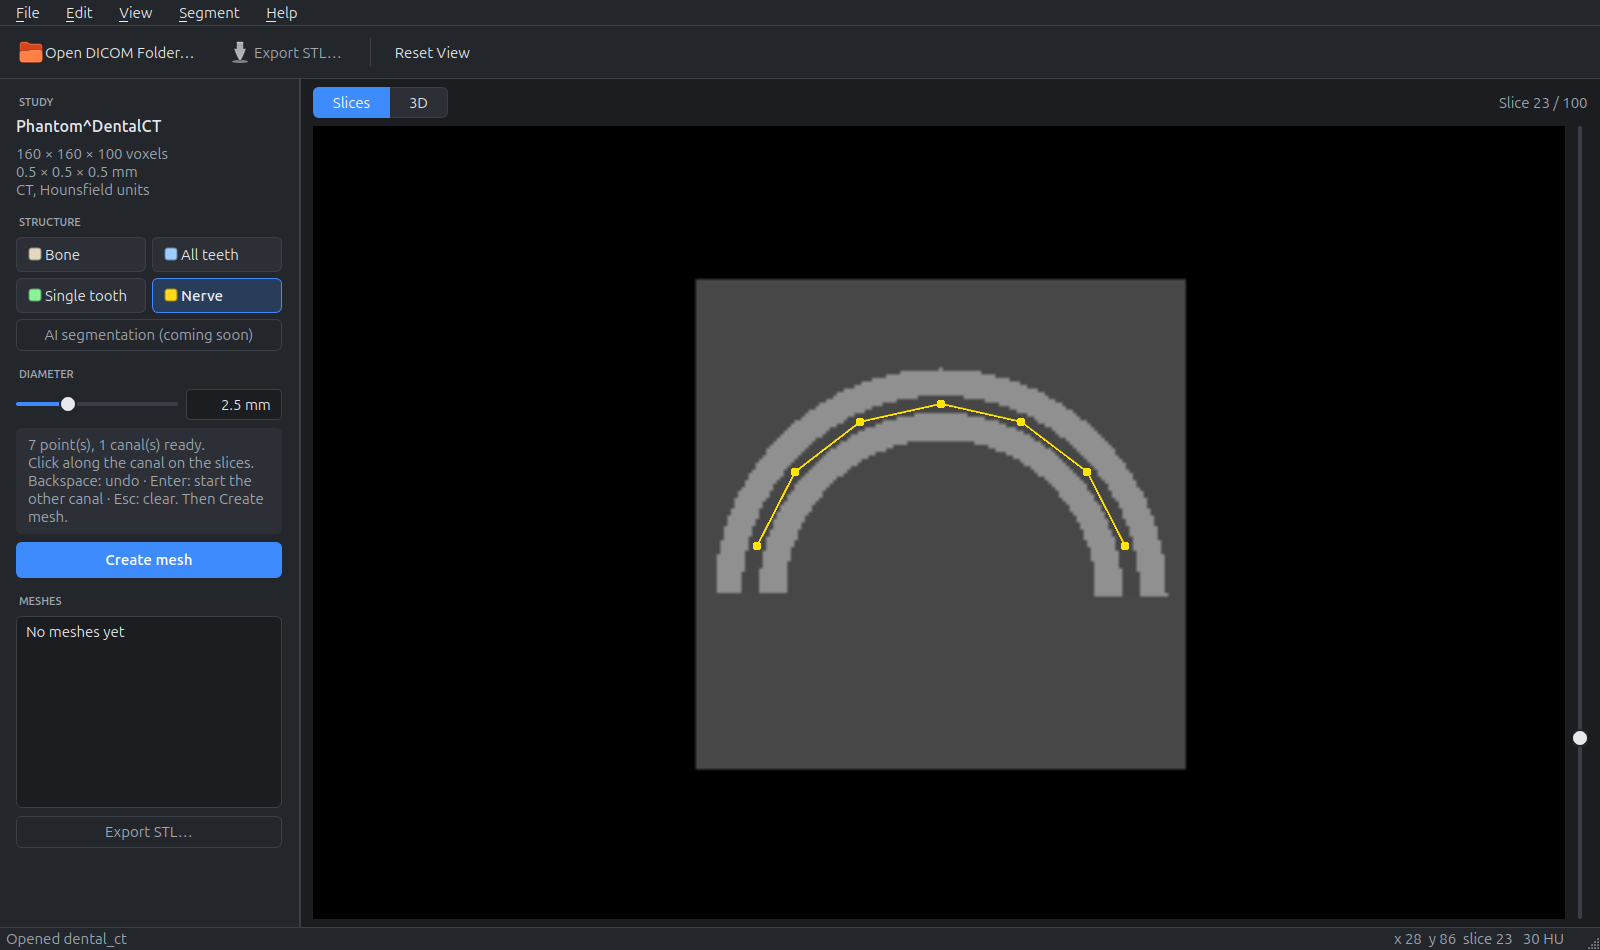 File Edit View Segment Help
Open DICOM Folder... Export STL... Reset View
STUDY
Phantom^DentalCT
160 × 160 × 100 voxels
0.5 × 0.5 × 0.5 mm
CT, Hounsfield units
STRUCTURE
Bone All teeth
Single tooth Nerve
AI segmentation (coming soon)
DIAMETER
2.5 mm
7 point(s), 1 canal(s) ready.
Click along the canal on the slices.
Backspace: undo · Enter: start the
other canal · Esc: clear. Then Create
mesh.
Create mesh
MESHES
No meshes yet
Export STL...
Slices 3D
Slice 23 / 100
Opened dental_ct
x 28 y 86 slice 23 30 HU